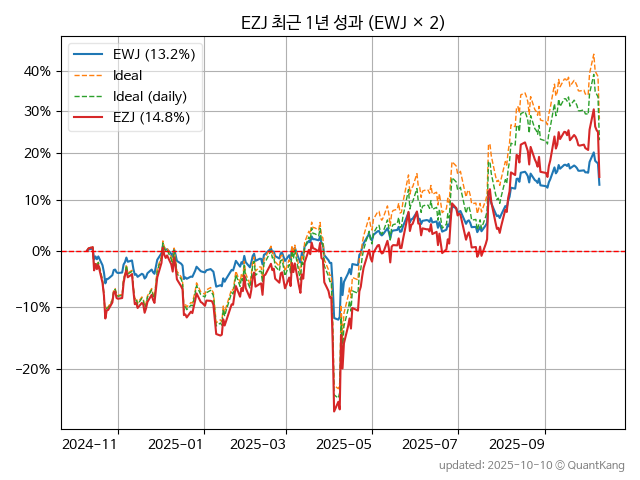 EZJ 최근 1년 성과 (EWJ × 2)
EWJ (13.2%)
Ideal
Ideal (daily)
EZJ (14.8%)
40%
30%
20%
10%
0%
−10%
−20%
2024−11
2025−01
2025−03
2025−05
2025−07
2025−09
updated: 2025-10-10 © QuantKang